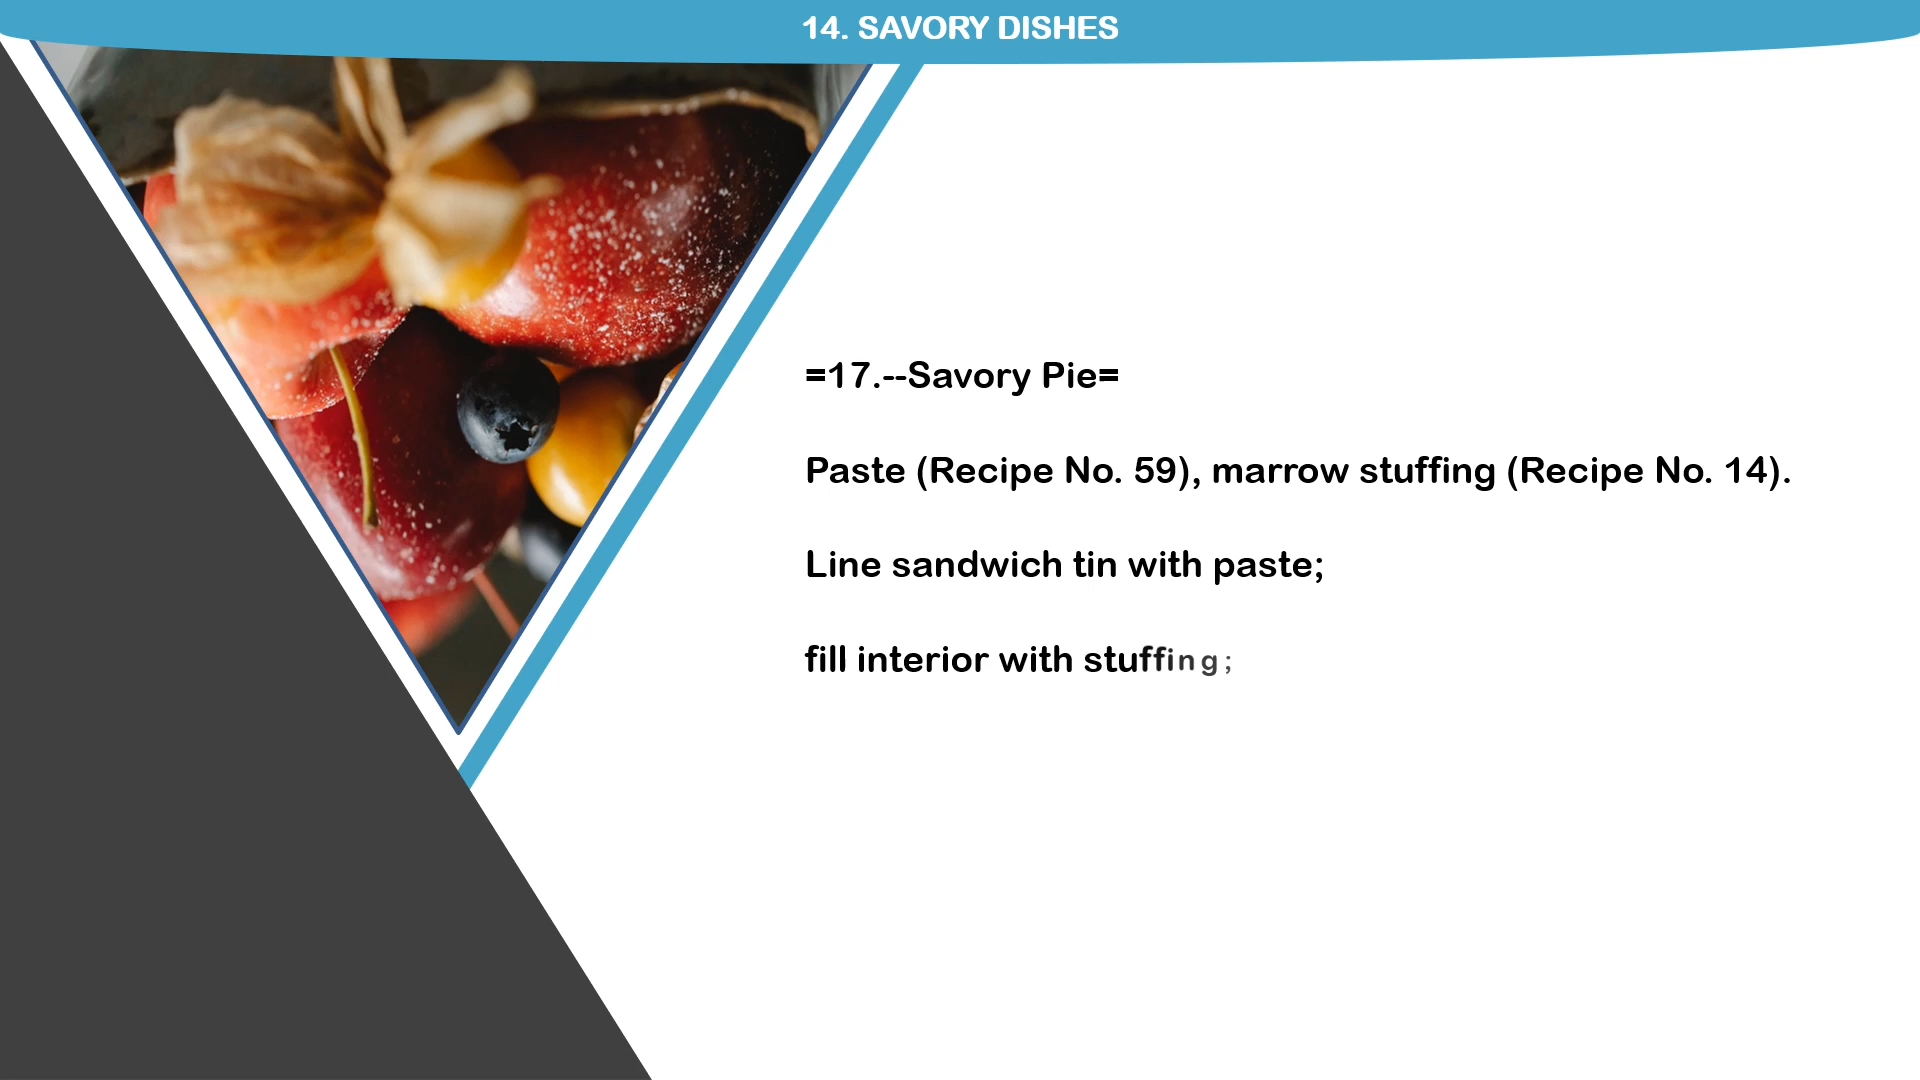 14. SAVORY DISHES
=17.--Savory Pie=
Paste (Recipe No. 59), marrow stuffing (Recipe No. 14).
Line sandwich tin with paste;
fill interior with stuffing;